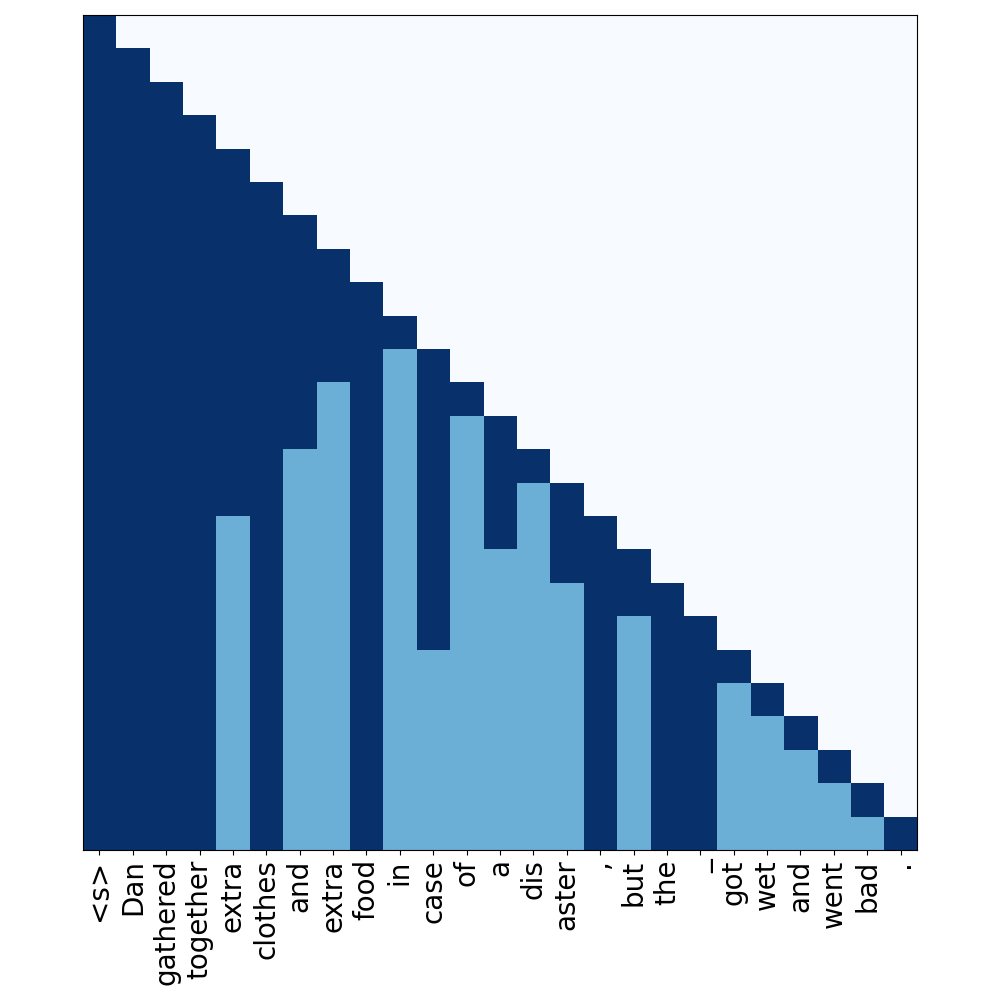 <s> Dan gathered together extra clothes and extra food in case of a dis aster , but the _ got wet and went bad .